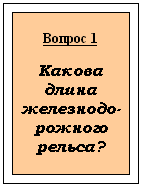 Вопрос 1
Какова
длина
железнодо-
рожного
рельса?